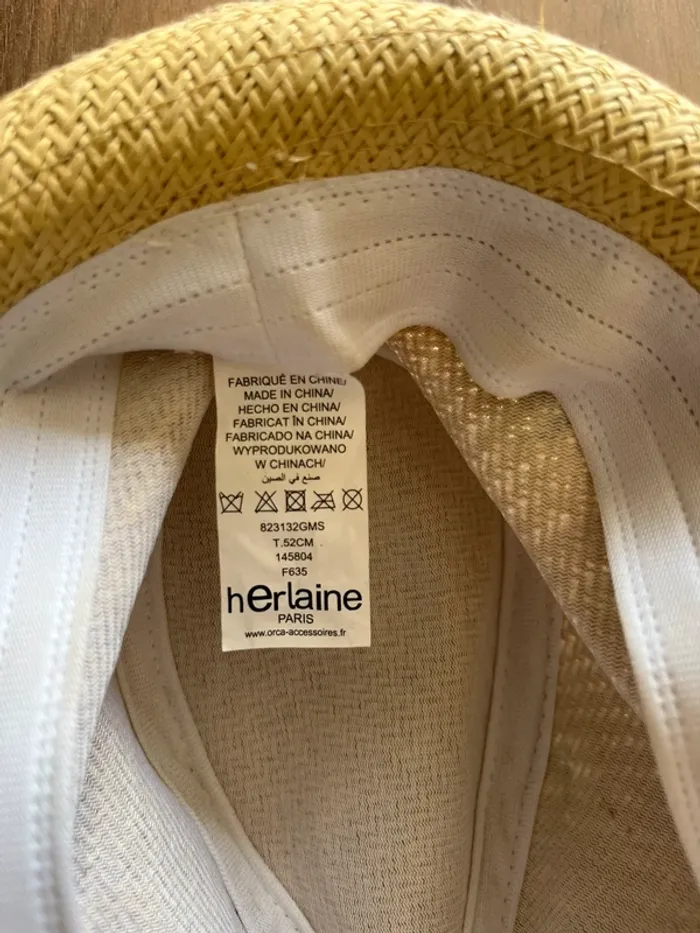 FABRIQUÉ EN CHINE/
MADE IN CHINA/
HECHO EN CHINA/
FABRICAT ÎN CHINA/
FABRICADO NA CHINA/
WYPRODUKOWANO
W CHINACH/
صنع في الصين
823132GMS
T.52CM
145804
F635
herlaine
PARIS
www.orca-accessoires.fr